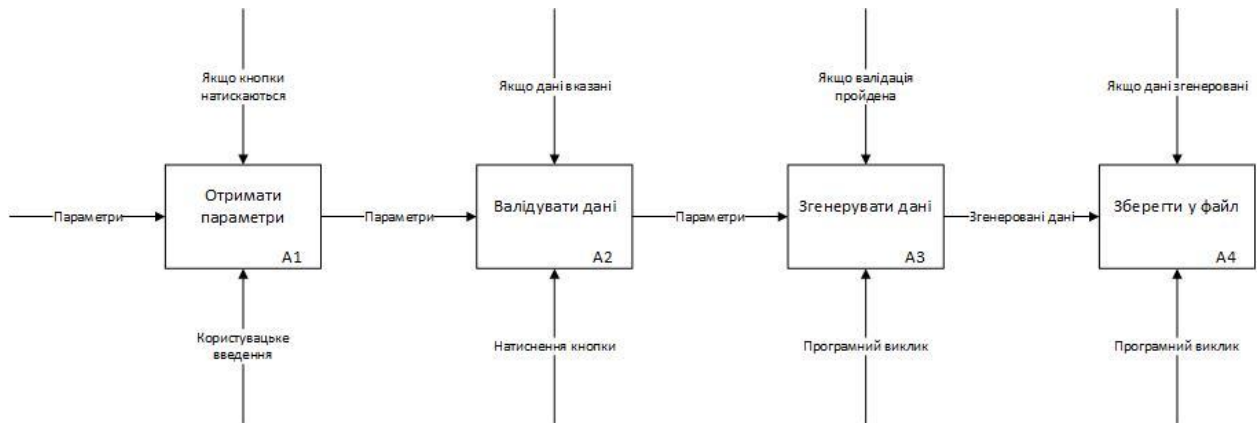 Якщо кнопки
натискаються
Якщо дані вказані
Якщо валідація
пройдена
Якщо дані згенеровані
Параметри
Отримати
параметри
A1
Параметри
Валідувати дані
A2
Параметри
Згенерувати дані
A3
Згенеровані дані
Зберегти у файл
A4
Користувацьке
введення
Натиснення кнопки
Програмний виклик
Програмний виклик